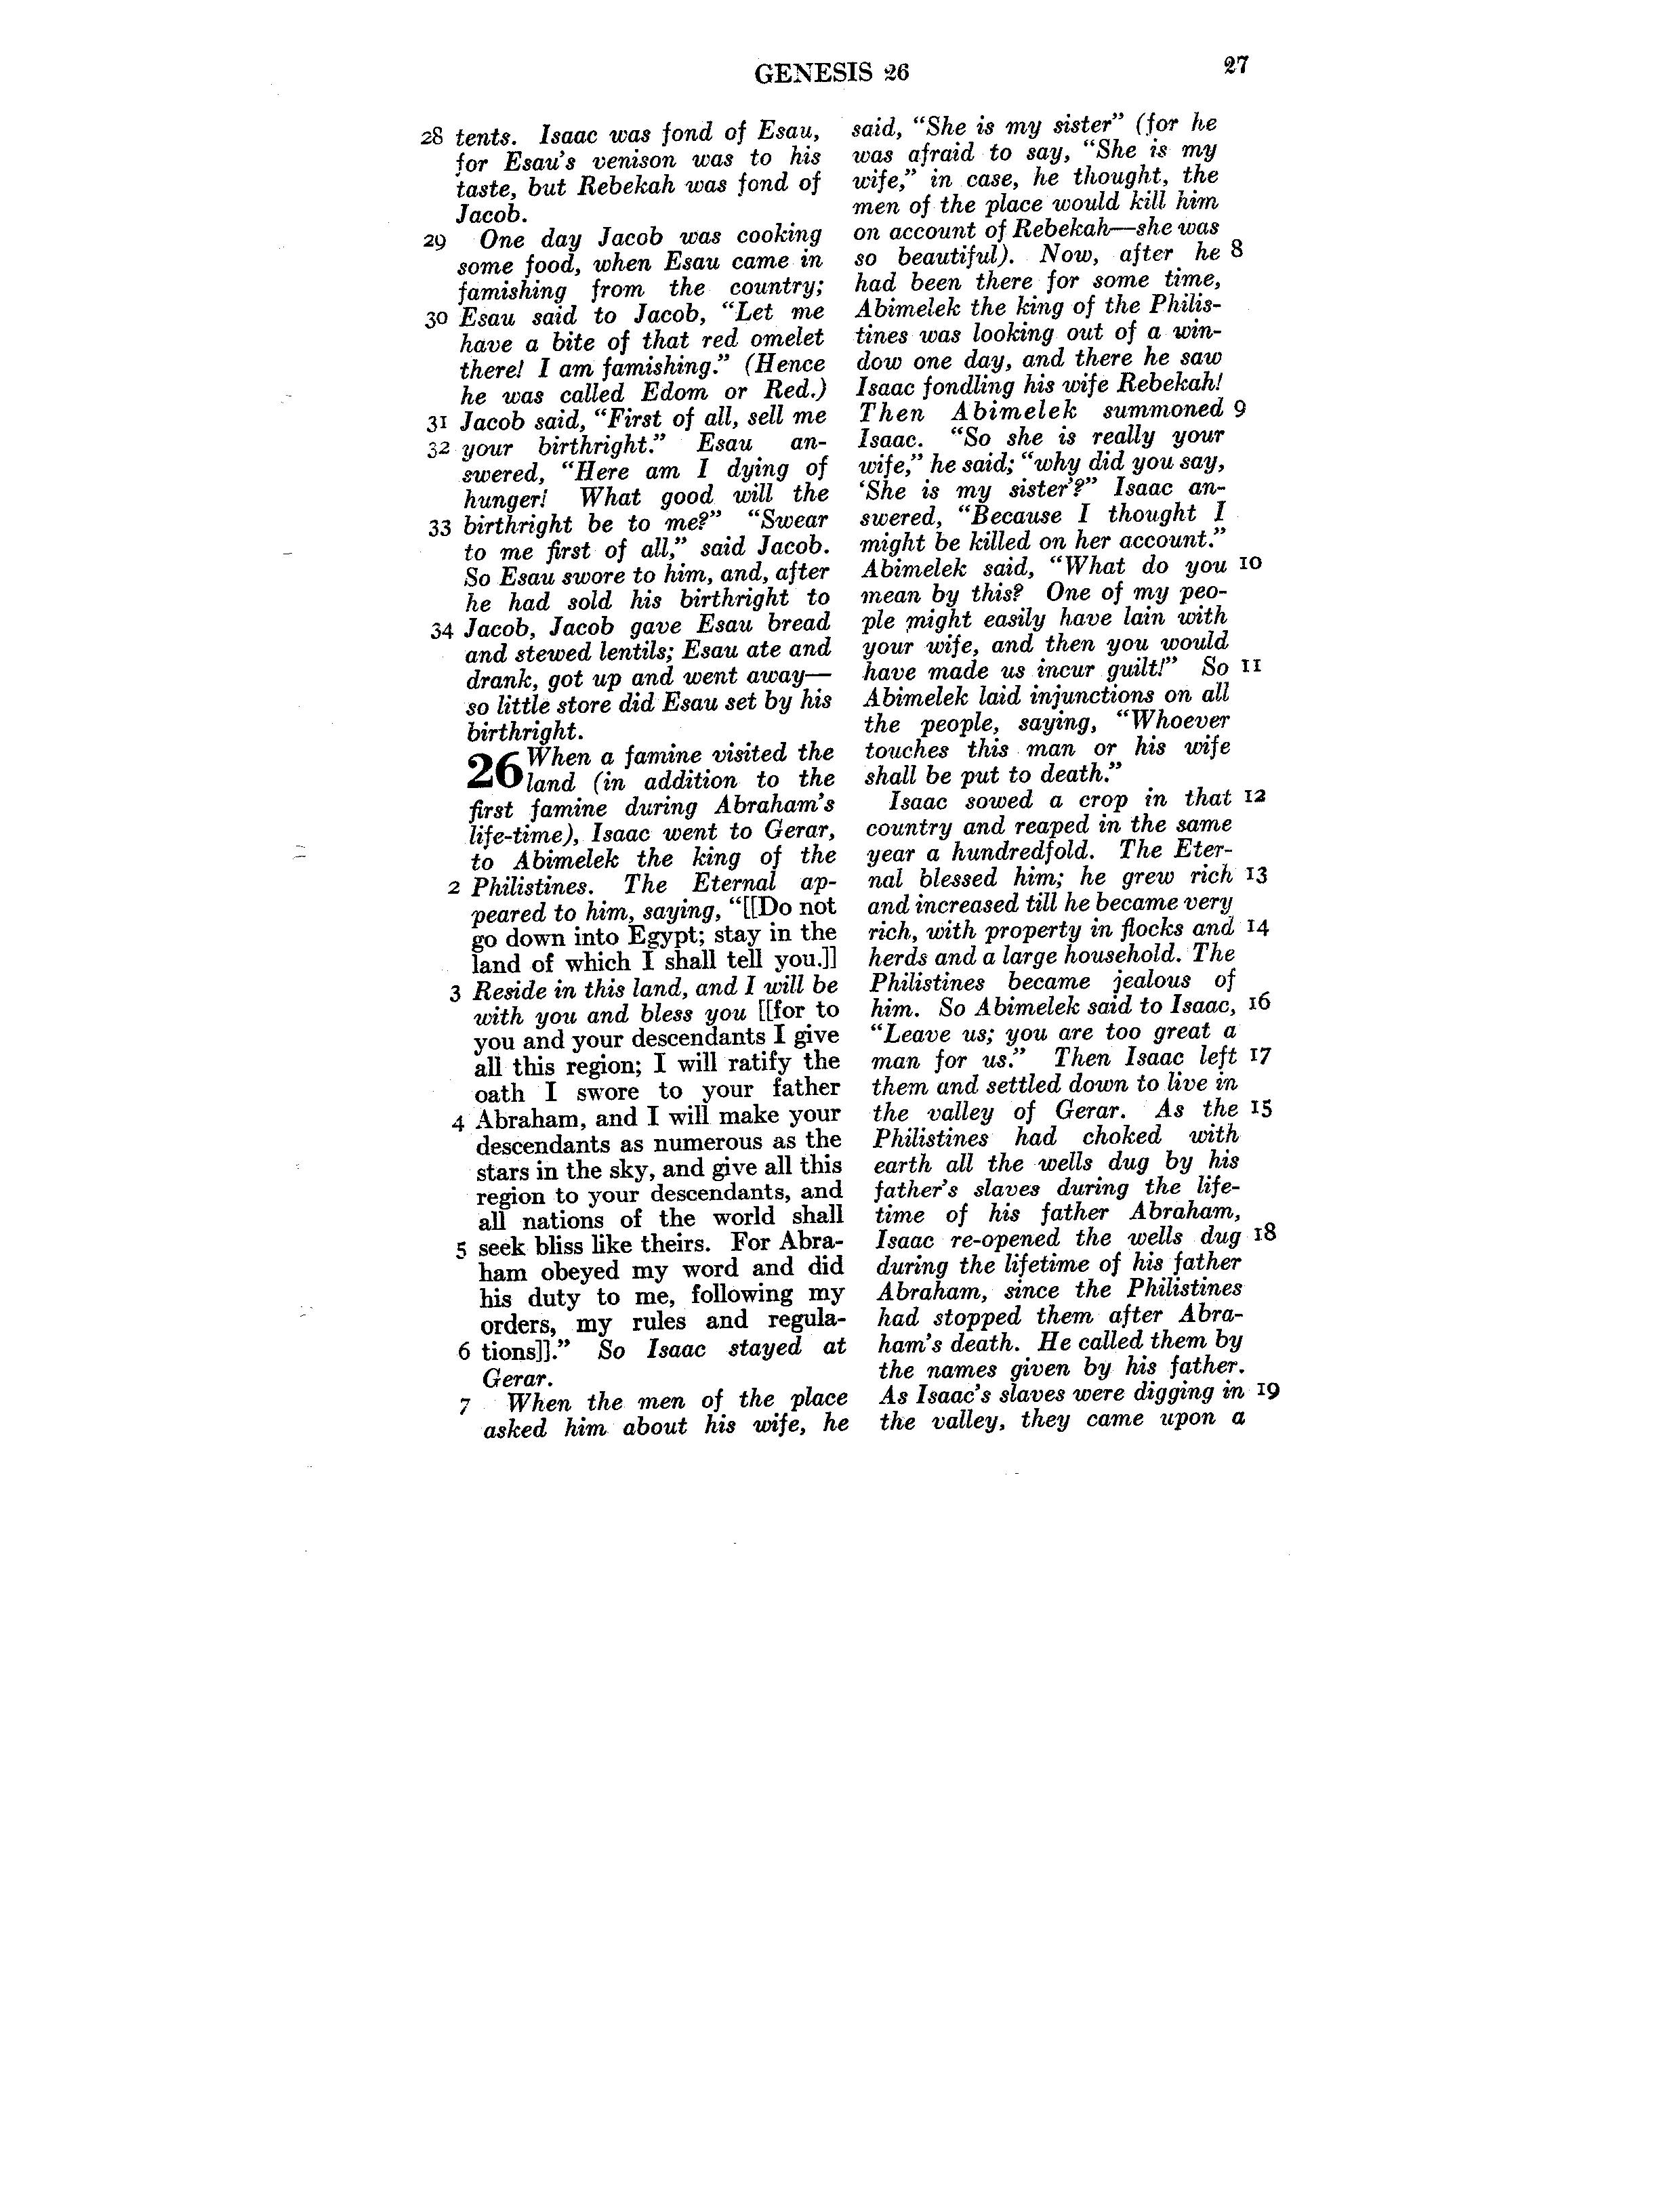 GENESIS 26
27
28 tents. Isaac was fond of Esau,
for Esau's venison was to his
taste, but Rebekah was fond of
Jacob.
29 One day Jacob was cooking
some food, when Esau came in
famishing from the country;
30 Esau said to Jacob, “Let me
have a bite of that red omelet
there! I am famishing.” (Hence
he was called Edom or Red.)
31 Jacob said, “First of all, sell me
32 your birthright.” Esau an-
swered, “Here am I dying of
hunger! What good will the
33 birthright be to me?” “Swear
to me first of all,” said Jacob.
So Esau swore to him, and, after
he had sold his birthright to
34 Jacob, Jacob gave Esau bread
and stewed lentils; Esau ate and
drank, got up and went away—
so little store did Esau set by his
birthright.
26 When a famine visited the
land (in addition to the
first famine during Abraham's
life-time), Isaac went to Gerar,
to Abimelek the king of the
2 Philistines. The Eternal ap-
peared to him, saying, “[[Do not
go down into Egypt; stay in the
land of which I shall tell you.]]
3 Reside in this land, and I will be
with you and bless you [[for to
you and your descendants I give
all this region; I will ratify the
oath I swore to your father
4 Abraham, and I will make your
descendants as numerous as the
stars in the sky, and give all this
region to your descendants, and
all nations of the world shall
5 seek bliss like theirs. For Abra-
ham obeyed my word and did
his duty to me, following my
orders, my rules and regula-
6 tions]].” So Isaac stayed at
Gerar.
7 When the men of the place
asked him about his wife, he
said, “She is my sister” (for he
was afraid to say, “She is my
wife,” in case, he thought, the
men of the place would kill him
on account of Rebekah—she was
so beautiful). Now, after he 8
had been there for some time,
Abimelek the king of the Philis-
tines was looking out of a win-
dow one day, and there he saw
Isaac fondling his wife Rebekah!
Then Abimelek summoned 9
Isaac. “So she is really your
wife,” he said; “why did you say,
‘She is my sister’?” Isaac an-
swered, “Because I thought I
might be killed on her account.”
Abimelek said, “What do you 10
mean by this? One of my peo-
ple might easily have lain with
your wife, and then you would
have made us incur guilt!” So 11
Abimelek laid injunctions on all
the people, saying, “Whoever
touches this man or his wife
shall be put to death.”
Isaac sowed a crop in that 12
country and reaped in the same
year a hundredfold. The Eter-
nal blessed him; he grew rich 13
and increased till he became very
rich, with property in flocks and 14
herds and a large household. The
Philistines became jealous of
him. So Abimelek said to Isaac, 16
“Leave us; you are too great a
man for us.” Then Isaac left 17
them and settled down to live in
the valley of Gerar. As the 15
Philistines had choked with
earth all the wells dug by his
father's slaves during the life-
time of his father Abraham,
Isaac re-opened the wells dug 18
during the lifetime of his father
Abraham, since the Philistines
had stopped them after Abra-
ham's death. He called them by
the names given by his father.
As Isaac's slaves were digging in 19
the valley, they came upon a